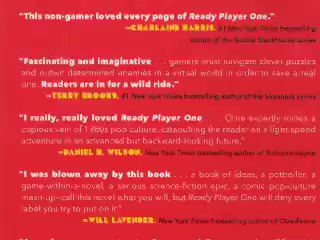 "This non-gamer loved every page of Ready Player One."
—CHARLAINE HARRIS, #1 New York Times bestselling
author of the Sookie Stackhouse series
"Fascinating and imaginative . . . gamers must navigate clever puzzles
and outwit determined enemies in a virtual world in order to save a real
one. Readers are in for a wild ride."
—TERRY BROOKS, #1 New York Times bestselling author of the Shannara series
"I really, really loved Ready Player One . . . . Cline expertly mines a
copious vein of 1980s pop culture, catapulting the reader on a light-speed
adventure in an advanced but backward-looking future."
—DANIEL H. WILSON, New York Times bestselling author of Robopocalypse
"I was blown away by this book . . . a book of ideas, a potboiler, a
game-within-a-novel, a serious science-fiction epic, a comic pop-culture
mash-up—call this novel what you will, but Ready Player One will defy every
label you try to put on it."
—WILL LAVENDER, New York Times bestselling author of Obedience